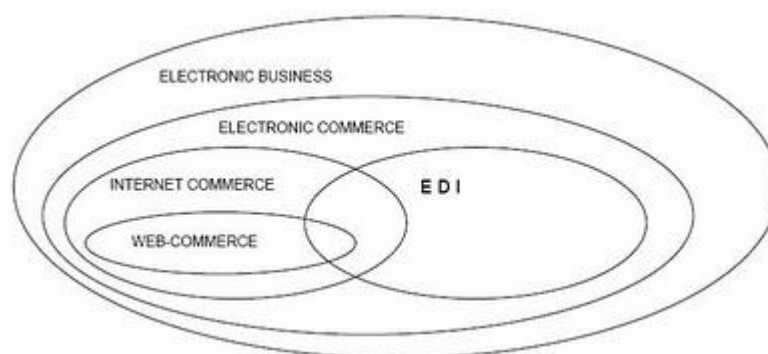 ELECTRONIC BUSINESS
ELECTRONIC COMMERCE
INTERNET COMMERCE
E D I
WEB-COMMERCE